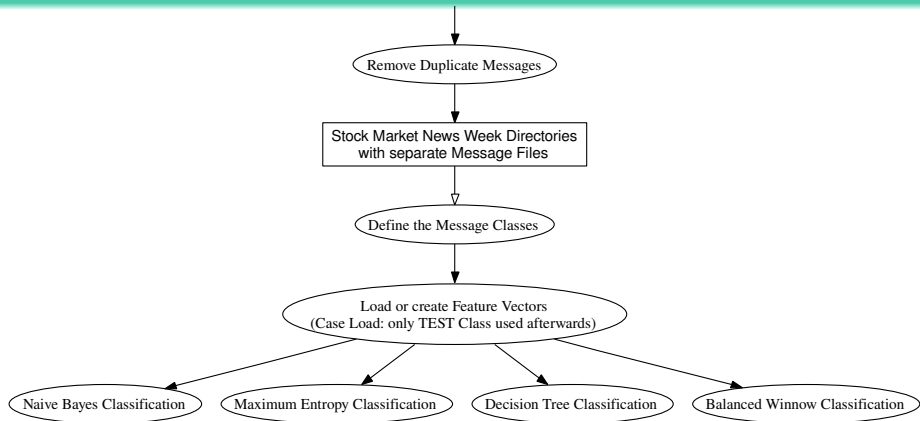 Remove Duplicate Messages
Stock Market News Week Directories
with separate Message Files
Define the Message Classes
Load or create Feature Vectors
(Case Load: only TEST Class used afterwards)
Naive Bayes Classification
Maximum Entropy Classification
Decision Tree Classification
Balanced Winnow Classification